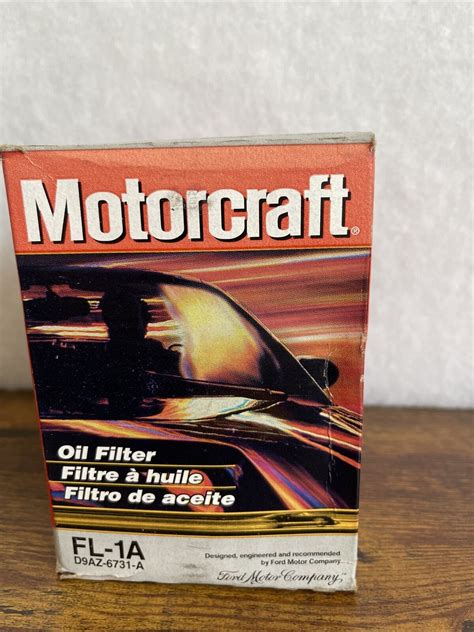 Motorcraft®
Oil Filter
Filtre à huile
Filtro de aceite
FL-1A
D9AZ-6731-A
Designed, engineered and recommended
by Ford Motor Company
Ford Motor Company,™